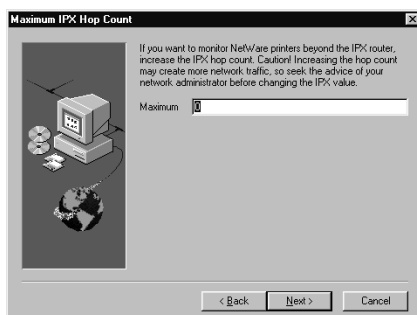 Maximum IPX Hop Count
If you want to monitor NetWare printers beyond the IPX router,
increase the IPX hop count. Caution! Increasing the hop count
may create more network traffic, so seek the advice of your
network administrator before changing the IPX value.
Maximum 0
< Back Next > Cancel